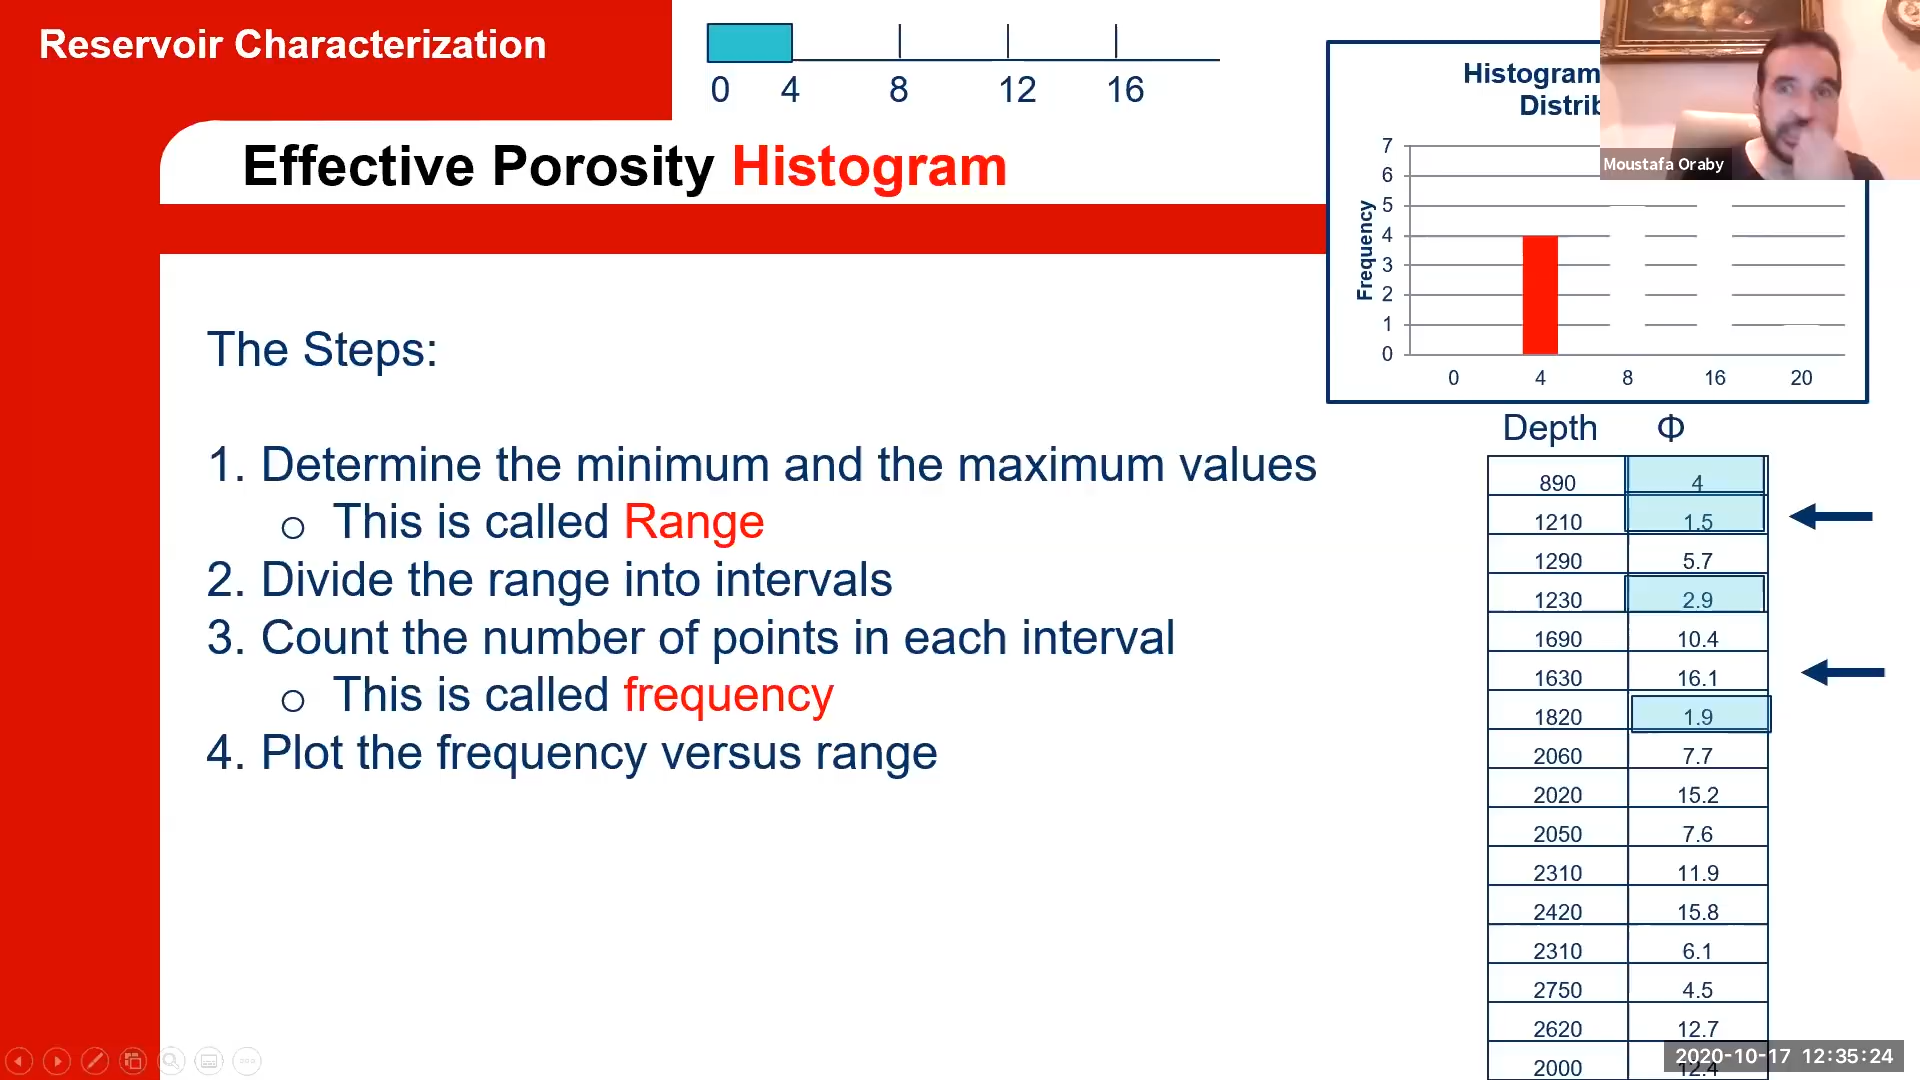 Reservoir Characterization
0 4 8 12 16
Effective Porosity Histogram
The Steps:
1. Determine the minimum and the maximum values
o This is called Range
2. Divide the range into intervals
3. Count the number of points in each interval
o This is called frequency
4. Plot the frequency versus range
Histogram
Distrib
Moustafa Oraby
Frequency
7
6
5
4
3
2
1
0
0 4 8 16 20
Depth Φ
890 4
1210 1.5
1290 5.7
1230 2.9
1690 10.4
1630 16.1
1820 1.9
2060 7.7
2020 15.2
2050 7.6
2310 11.9
2420 15.8
2310 6.1
2750 4.5
2620 12.7
2000 12.4
2020-10-17 12:35:24